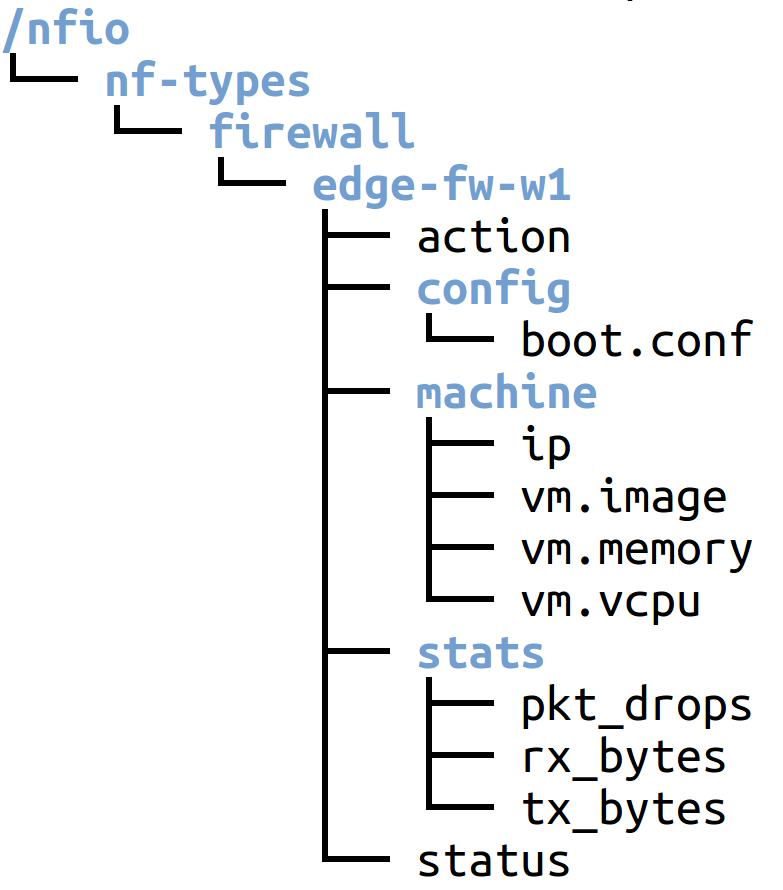 /nfio
nf-types
firewall
edge-fw-w1
action
config
boot.conf
machine
ip
vm.image
vm.memory
vm.vcpu
stats
pkt_drops
rx_bytes
tx_bytes
status